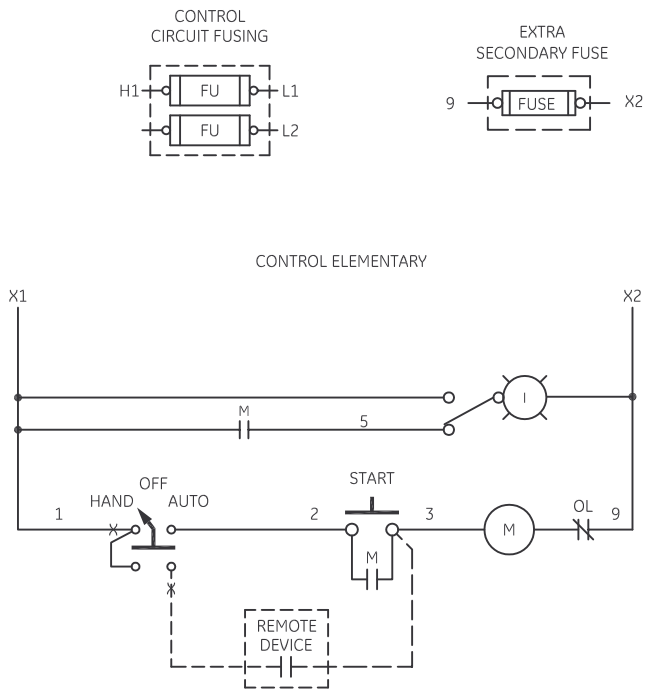 CONTROL
CIRCUIT FUSING
EXTRA
SECONDARY FUSE
H1 FU L1
FU L2
9 FUSE X2
CONTROL ELEMENTARY
X1 X2
I
M
5
OFF START
HAND AUTO OL
1 X 2 3 M 9
M
X
REMOTE
DEVICE